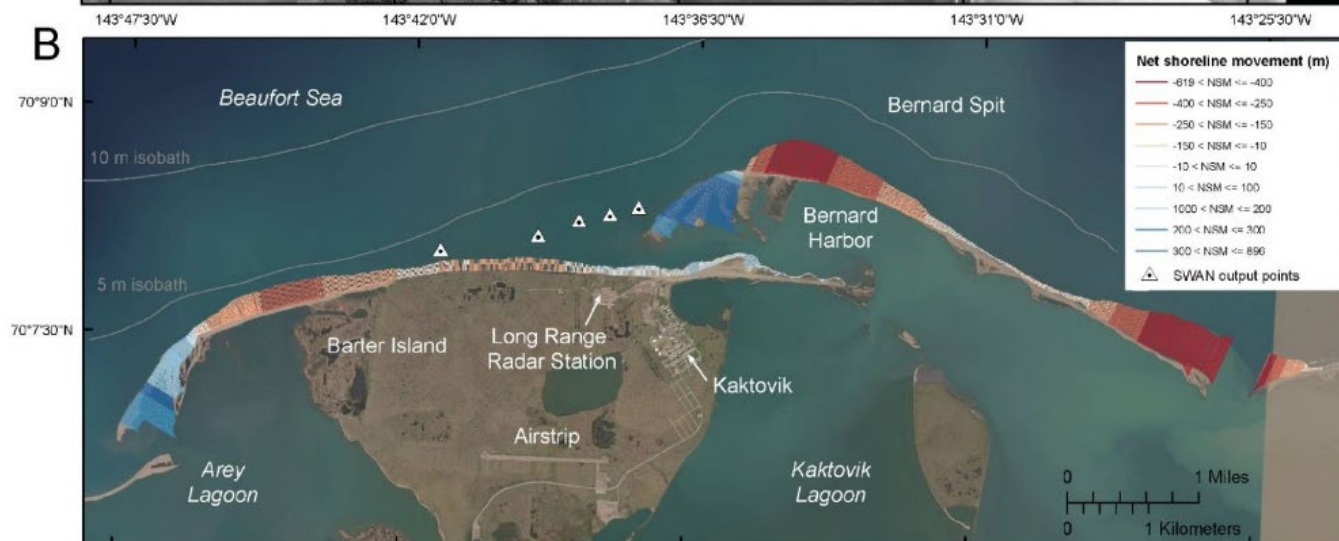 143°47'30"W 143°42'0"W 143°36'30"W 143°31'0"W 143°25'30"W
B
Net shoreline movement (m)
-619 < NSM <= -400
-400 < NSM <= -250
-250 < NSM <= -150
-150 < NSM <= -10
-10 < NSM <= 10
10 < NSM <= 100
1000 < NSM <= 200
200 < NSM <= 300
300 < NSM <= 896
SWAN output points
70°9'0"N
Beaufort Sea
Bernard Spit
10 m isobath
Bernard
Harbor
5 m isobath
70°7'30"N
Barter Island
Long Range
Radar Station
Kaktovik
Airstrip
Arey
Lagoon
Kaktovik
Lagoon
0 1 Miles
0 1 Kilometers